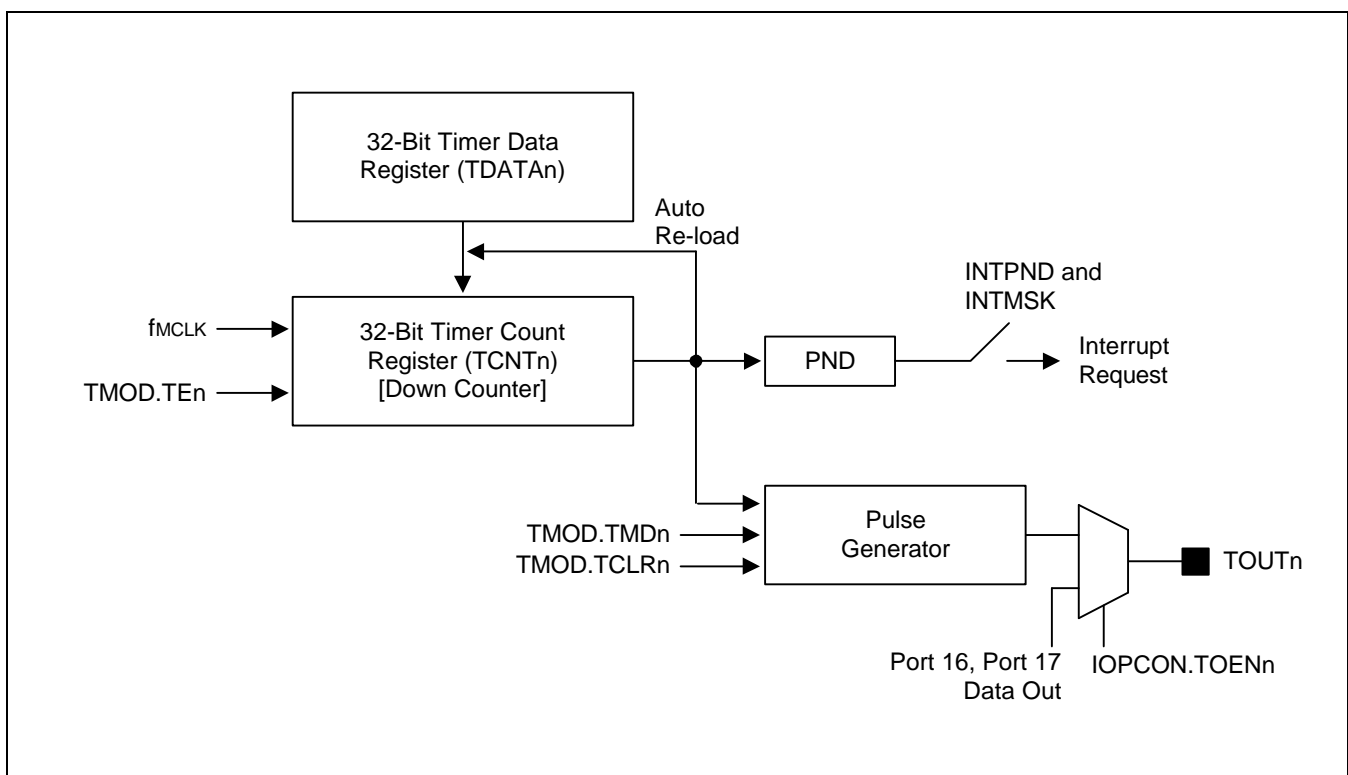 32-Bit Timer Data
Register (TDATAn)
Auto
Re-load
INTPND and
INTMSK
fMCLK
32-Bit Timer Count
Register (TCNTn)
[Down Counter]
TMOD.TEn
PND
Interrupt
Request
Pulse
Generator
TMOD.TMDn
TMOD.TCLRn
TOUTn
Port 16, Port 17
Data Out
IOPCON.TOENn